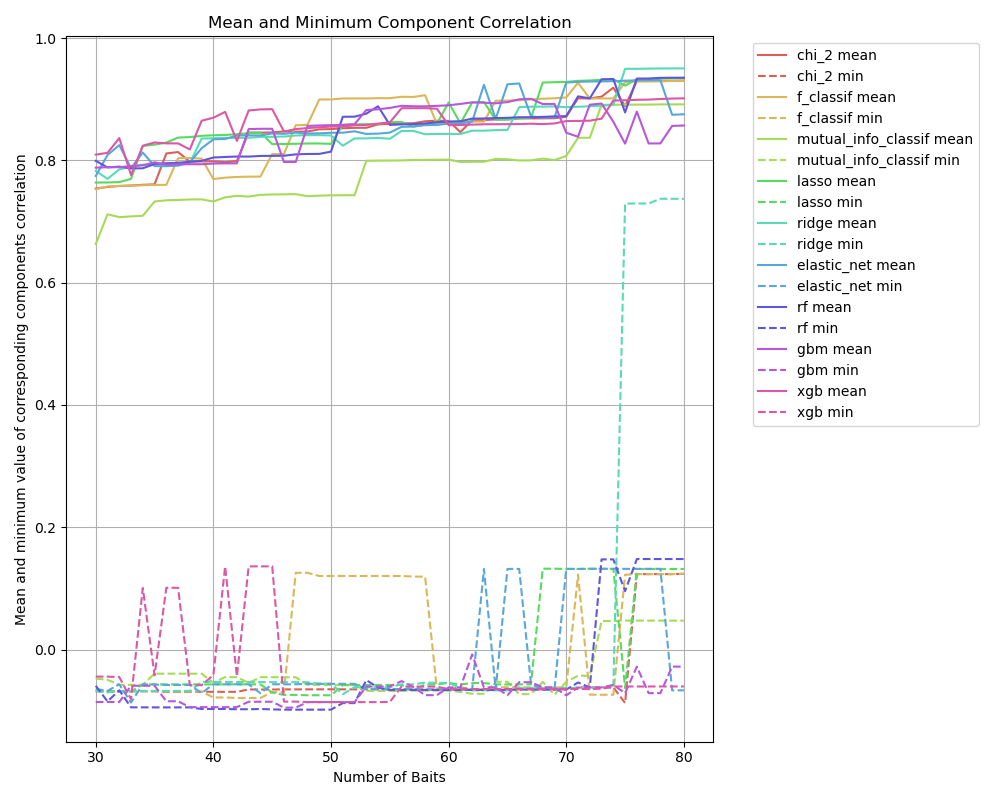 Mean and Minimum Component Correlation
Mean and minimum value of corresponding components correlation
1.0
0.8
0.6
0.4
0.2
0.0
30
40
50
60
70
80
Number of Baits
chi_2 mean
chi_2 min
f_classif mean
f_classif min
mutual_info_classif mean
mutual_info_classif min
lasso mean
lasso min
ridge mean
ridge min
elastic_net mean
elastic_net min
rf mean
rf min
gbm mean
gbm min
xgb mean
xgb min